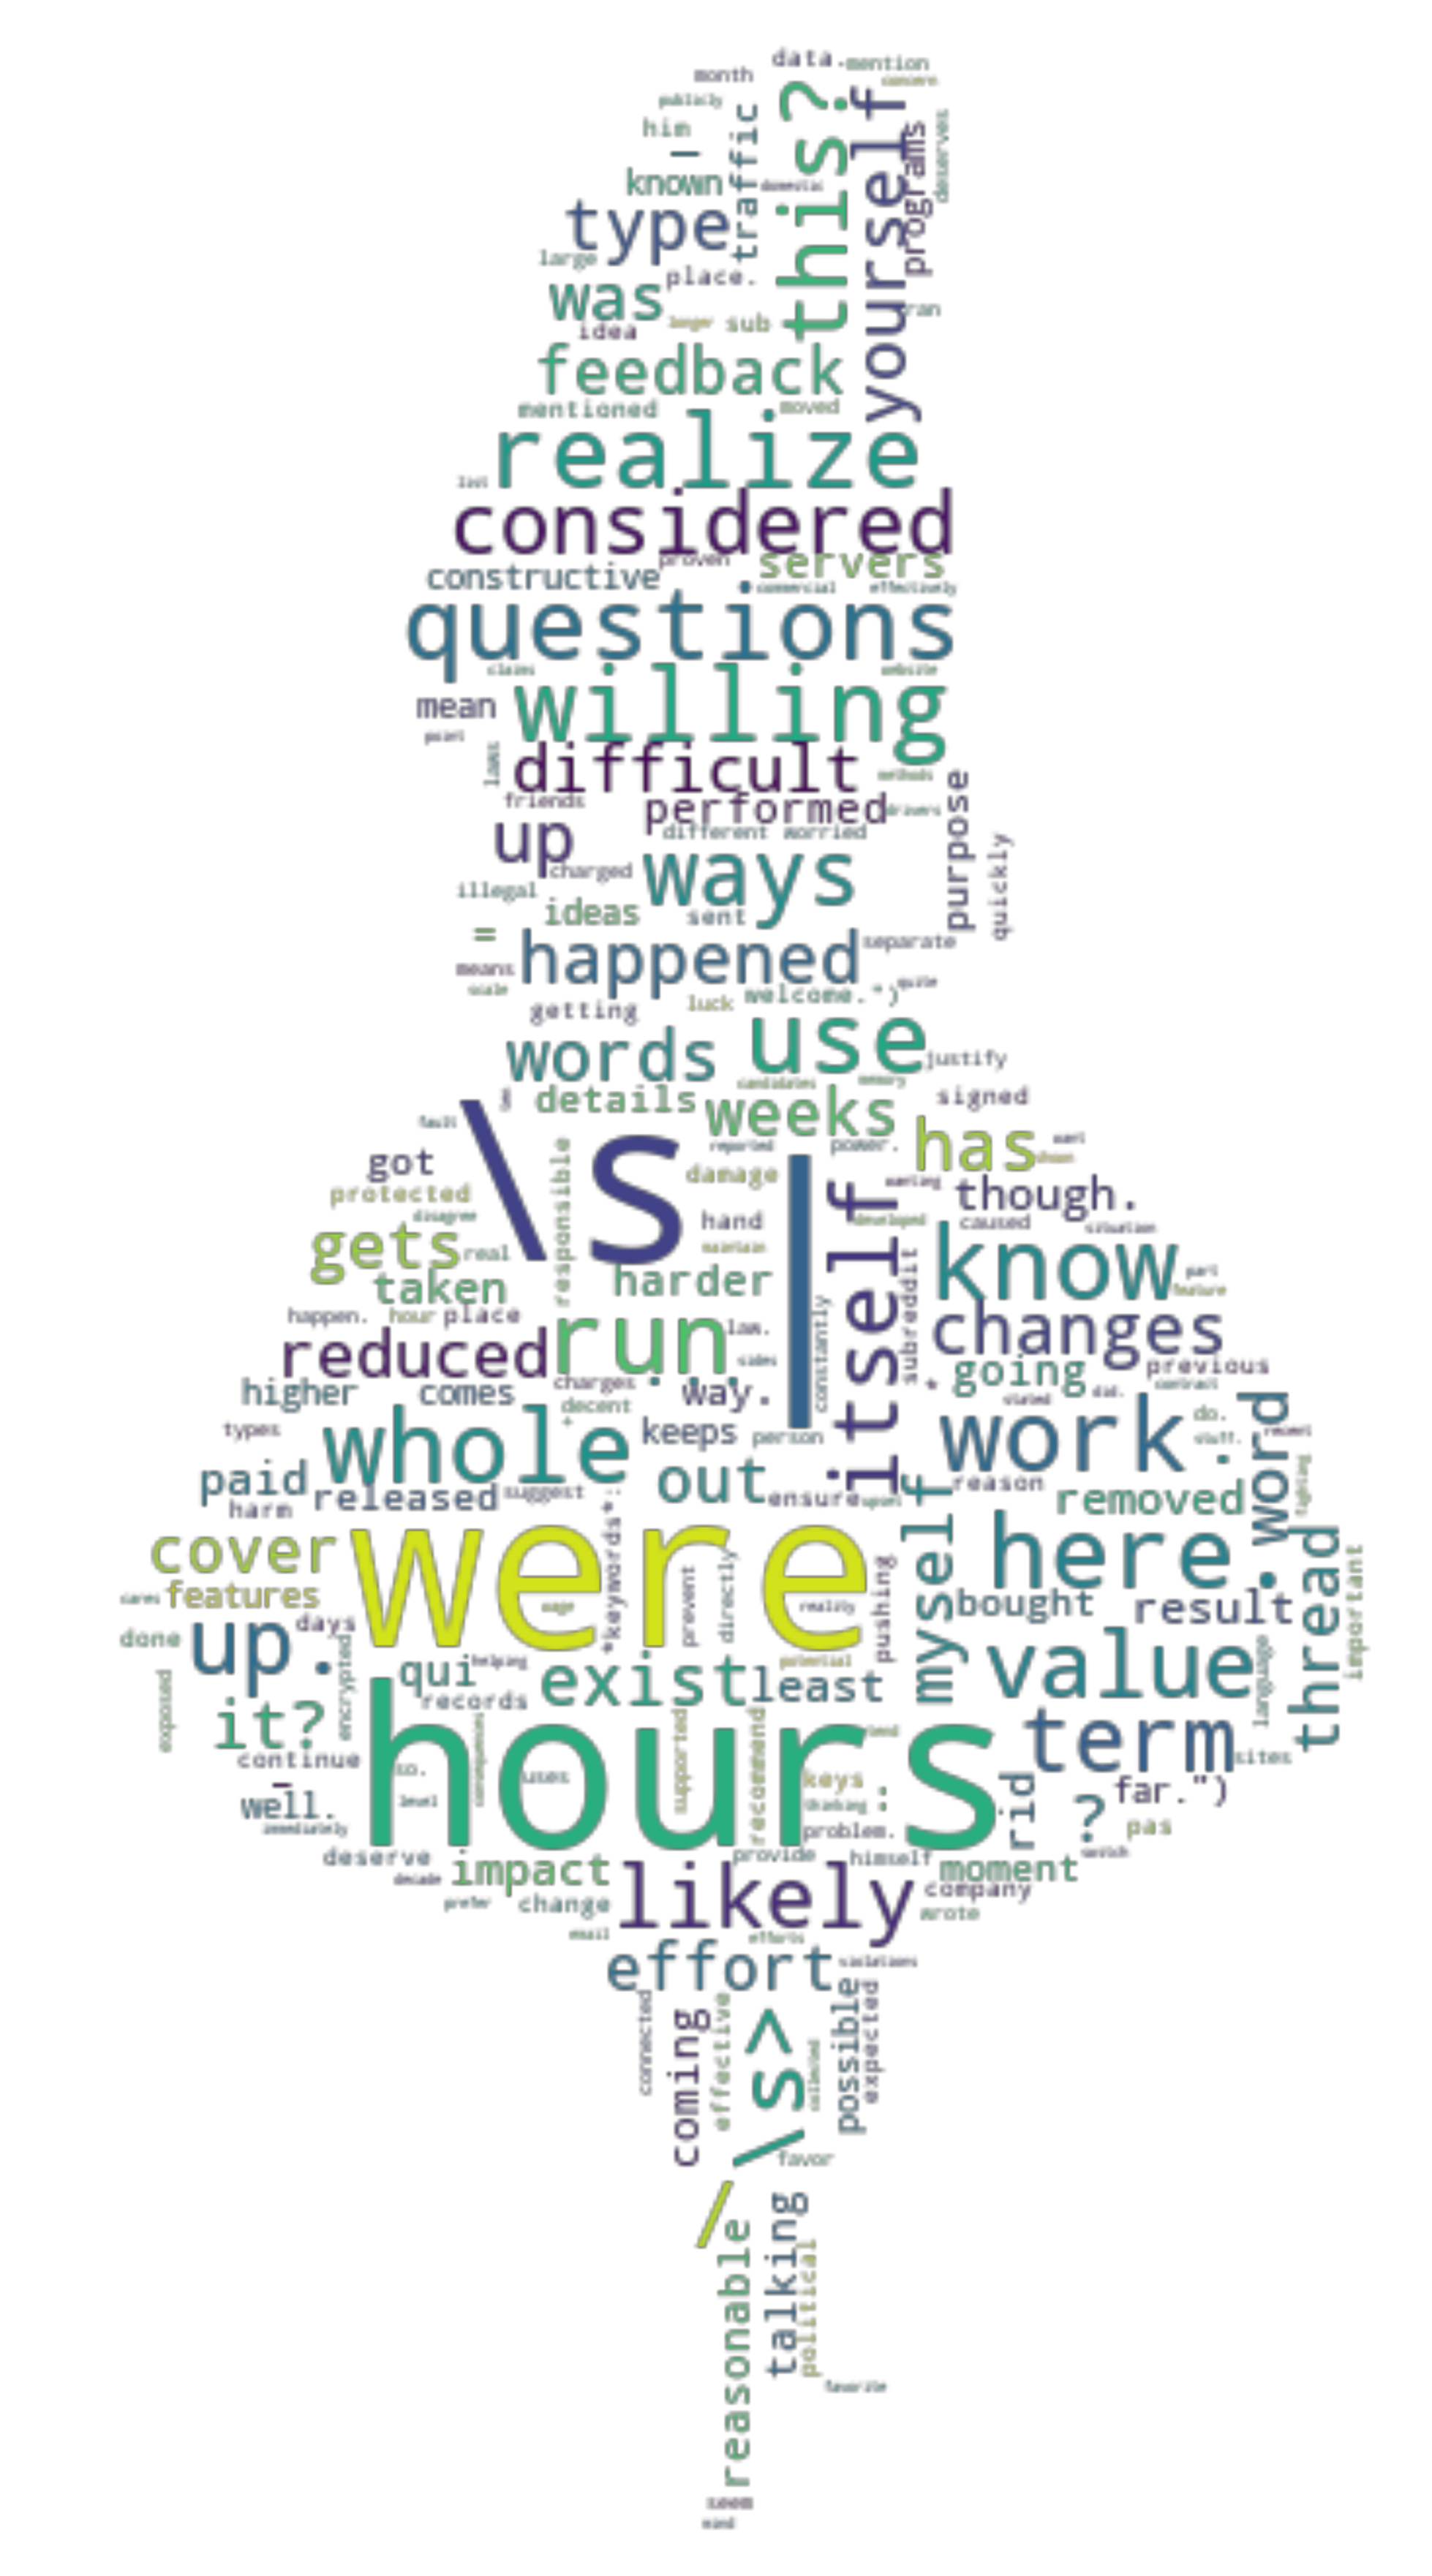 data.
mention
month
concern
publicly
this?
yourself
traffic
programs
deserves
him
—
known
domestic
type
large
place.
was
ran
idea
longer
sub
feedback
mentioned
moved
realize
list
considered
proven
servers
constructive
commercial
effectively
questions
claims
website
willing
mean
point
laws
difficult
methods
purpose
friends
performed
drivers
different
worried
up
quickly
charged
ways
illegal
ideas
sent
=
happened
separate
means
scale
quite
welcome.")
getting
luck
use
words
justify
candidates
memory
details
weeks
signed
fault
\s
|
has
want
shown
reported
power.
got
responsible
damage
itself
wanting
though.
protected
disagree
hand
developed
caused
situation
gets
real
maintain
know
subreddit
part
feature
taken
harder
happen.
hour
place
run.
law.
constantly
changes
reduced
sides
going
previous
higher
comes
charges
way.
*
contract
stated
did.
decent
+
work.
do.
word
types
whole
keeps
person
stuff.
recent
paid
out
reason
harm
released
suggest
ensure
upset
myself
removed
typing
*keywords*:
cover
were
here.
thread
important
prevent
directly
pushing
cares
features
wage
reality
bought
result
days
done
up.
encrypted
qui
helping
exist
potential
least
value
language
exposed
records
it?
hours
consequences
supported
recommend
term
sites
continue
so.
uses
keys
:
rid
far.")
–
level
thinking
?
well.
immediately
problem.
pas
deserve
provide
himself
switch
decade
impact
moment
likely
company
prefer
change
wrote
email
efforts
effort
violations
connected
coming
effective
\s>
possible
expected
favor
/
reasonable
talking
political
favorite
seem